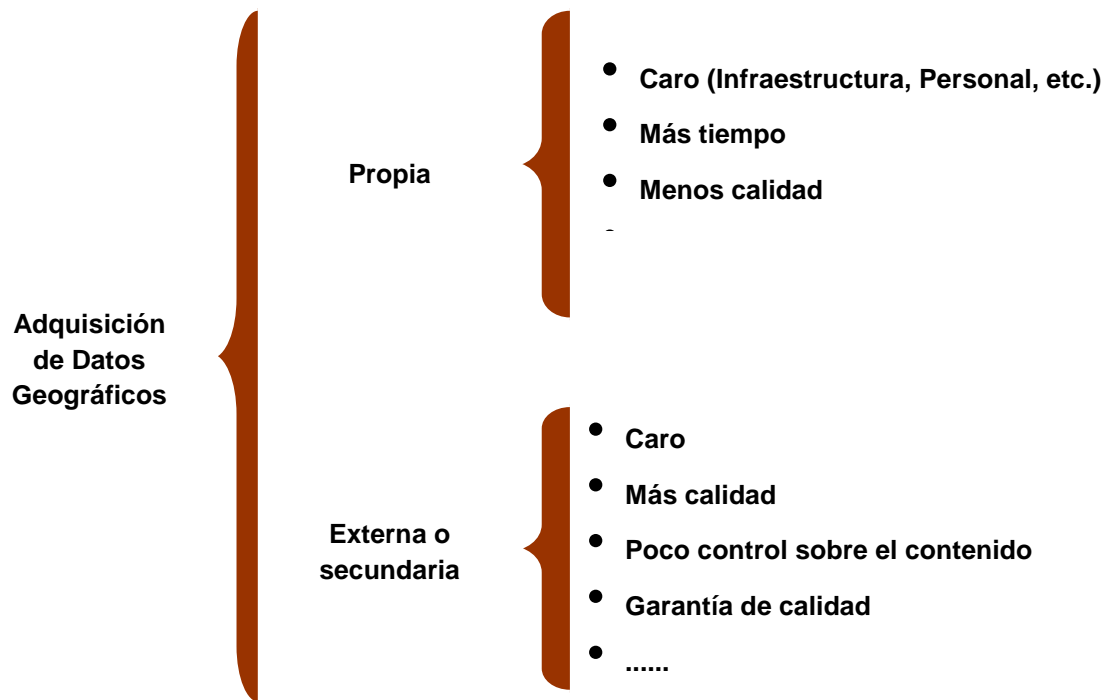 Adquisición
de Datos
Geográficos
Propia
• Caro (Infraestructura, Personal, etc.)
• Más tiempo
• Menos calidad
Externa o
secundaria
• Caro
• Más calidad
• Poco control sobre el contenido
• Garantía de calidad
• ......